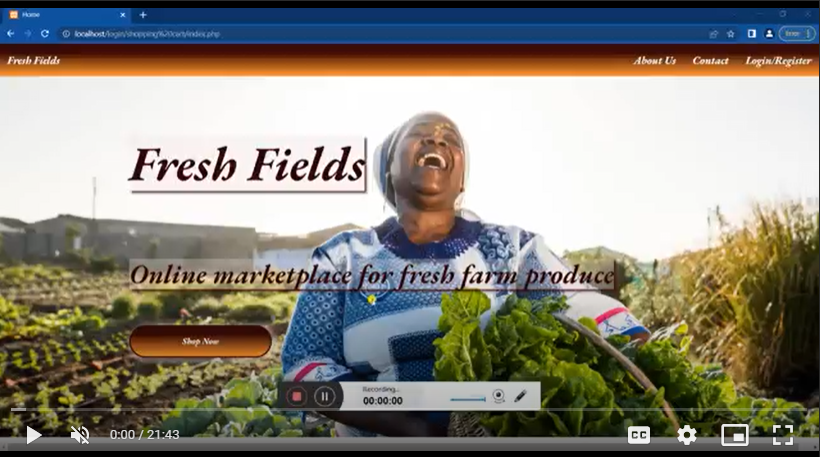 Home
localhost/login/shopping%20cart/index.php
Error
Fresh Fields
About Us Contact Login/Register
Fresh Fields
Online marketplace for fresh farm produce
Shop Now
Recording...
00:00:00
0:00 / 21:43
CC